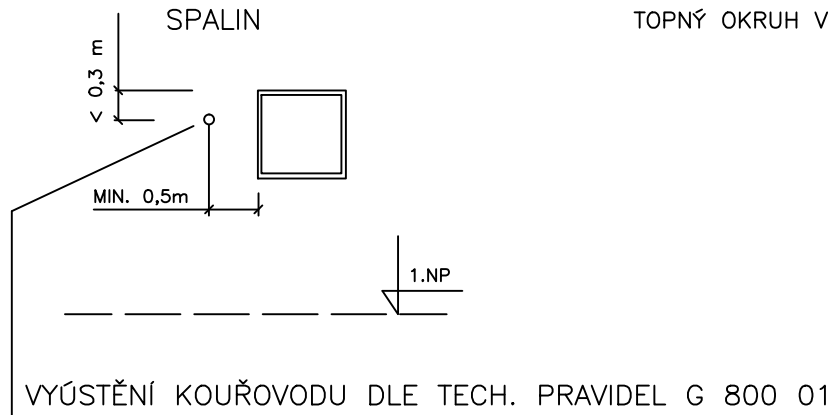 SPALIN
TOPNÝ OKRUH V
< 0,3 m
MIN. 0,5m
1.NP
VYÚSTĚNÍ KOUŘOVODU DLE TECH. PRAVIDEL G 800 01